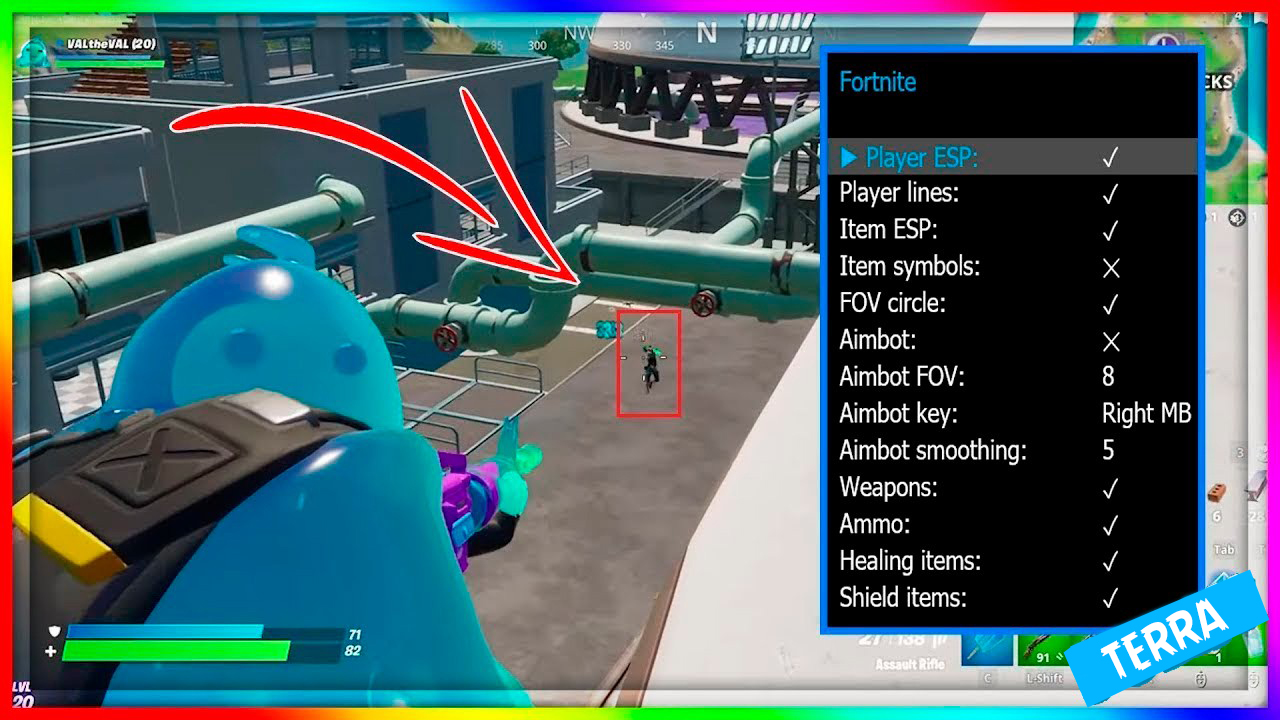 VALtheVAL (20)
285 300 NW 330 345 N
CKS
Fortnite
Player ESP: ✓
Player lines: ✓
Item ESP: ✓
Item symbols: X
FOV circle: ✓
Aimbot: X
Aimbot FOV: 8
Aimbot key: Right MB
Aimbot smoothing: 5
Weapons: ✓
Ammo: ✓
Healing items: ✓
Shield items: ✓
1
3
6 28
Tab
71
82
LVL
20
27 138
Assault Rifle
91
1
C
L-Shift
TERRA